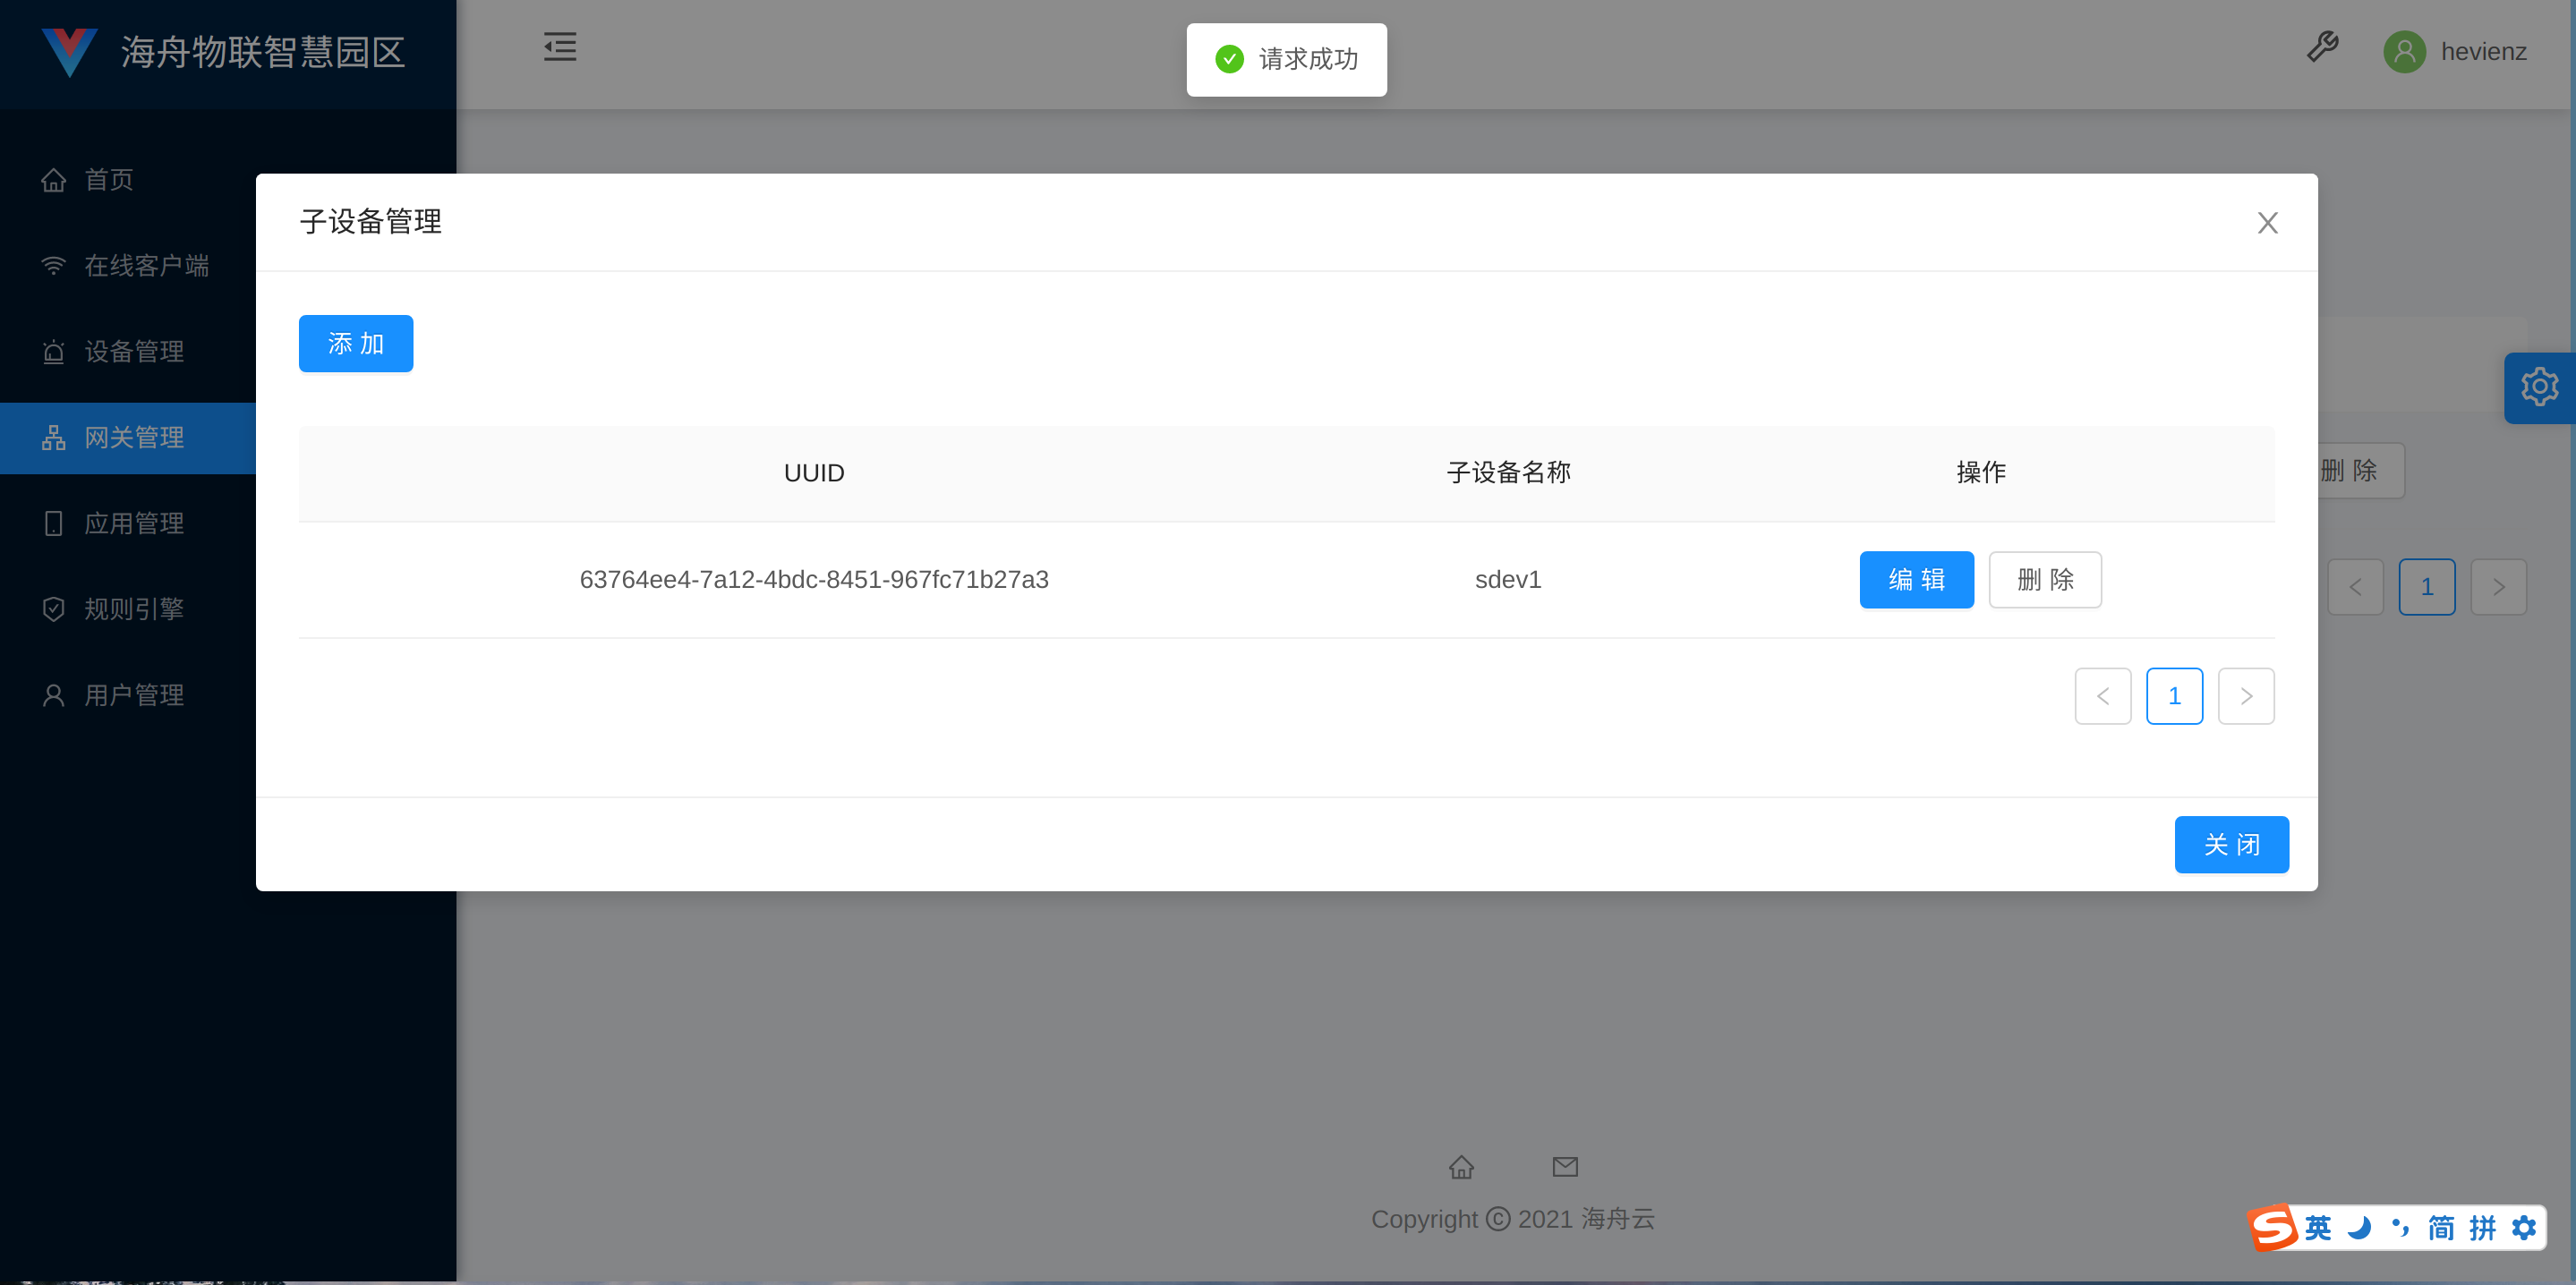 海舟物联智慧园区
请求成功
hevienz
首页
在线客户端
设备管理
网关管理
应用管理
规则引擎
用户管理
子设备管理
添 加
UUID 子设备名称 操作
63764ee4-7a12-4bdc-8451-967fc71b27a3 sdev1 编 辑 删 除
1
关 闭
删 除
1
Copyright © 2021 海舟云
英 简 拼